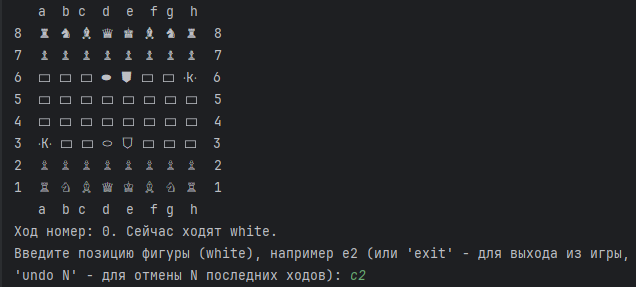 a b c d e f g h
8 ♜ ♞ ♝ ♛ ♚ ♝ ♞ ♜ 8
7 ♝ ♝ ♝ ♝ ♝ ♝ ♝ ♝ 7
6 ▭ ▭ ▭ ⬬ ⛊ ▭ ▭ ·k· 6
5 ▭ ▭ ▭ ▭ ▭ ▭ ▭ ▭ 5
4 ▭ ▭ ▭ ▭ ▭ ▭ ▭ ▭ 4
3 ·K· ▭ ▭ ⬭ ⛉ ▭ ▭ ▭ 3
2 ♙ ♙ ♙ ♙ ♙ ♙ ♙ ♙ 2
1 ♖ ♘ ♗ ♕ ♔ ♗ ♘ ♖ 1
a b c d e f g h
Ход номер: 0. Сейчас ходят white.
Введите позицию фигуры (white), например e2 (или 'exit' - для выхода из игры,
'undo N' - для отмены N последних ходов): c2